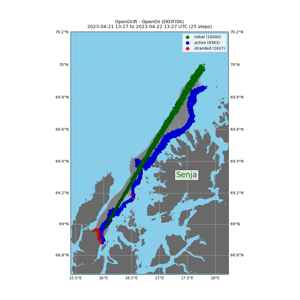 OpenDrift - OpenOil (EKOFISK)
2023-04-21 13:27 to 2023-04-22 13:27 UTC (25 steps)
70.2°N
70.2°N
initial (10000)
active (8363)
stranded (1637)
70°N
70°N
69.8°N
69.8°N
69.6°N
69.6°N
69.4°N
69.4°N
Senja
69.2°N
69.2°N
69°N
69°N
68.8°N
68.8°N
15.5°E
16°E
16.5°E
17°E
17.5°E
18°E